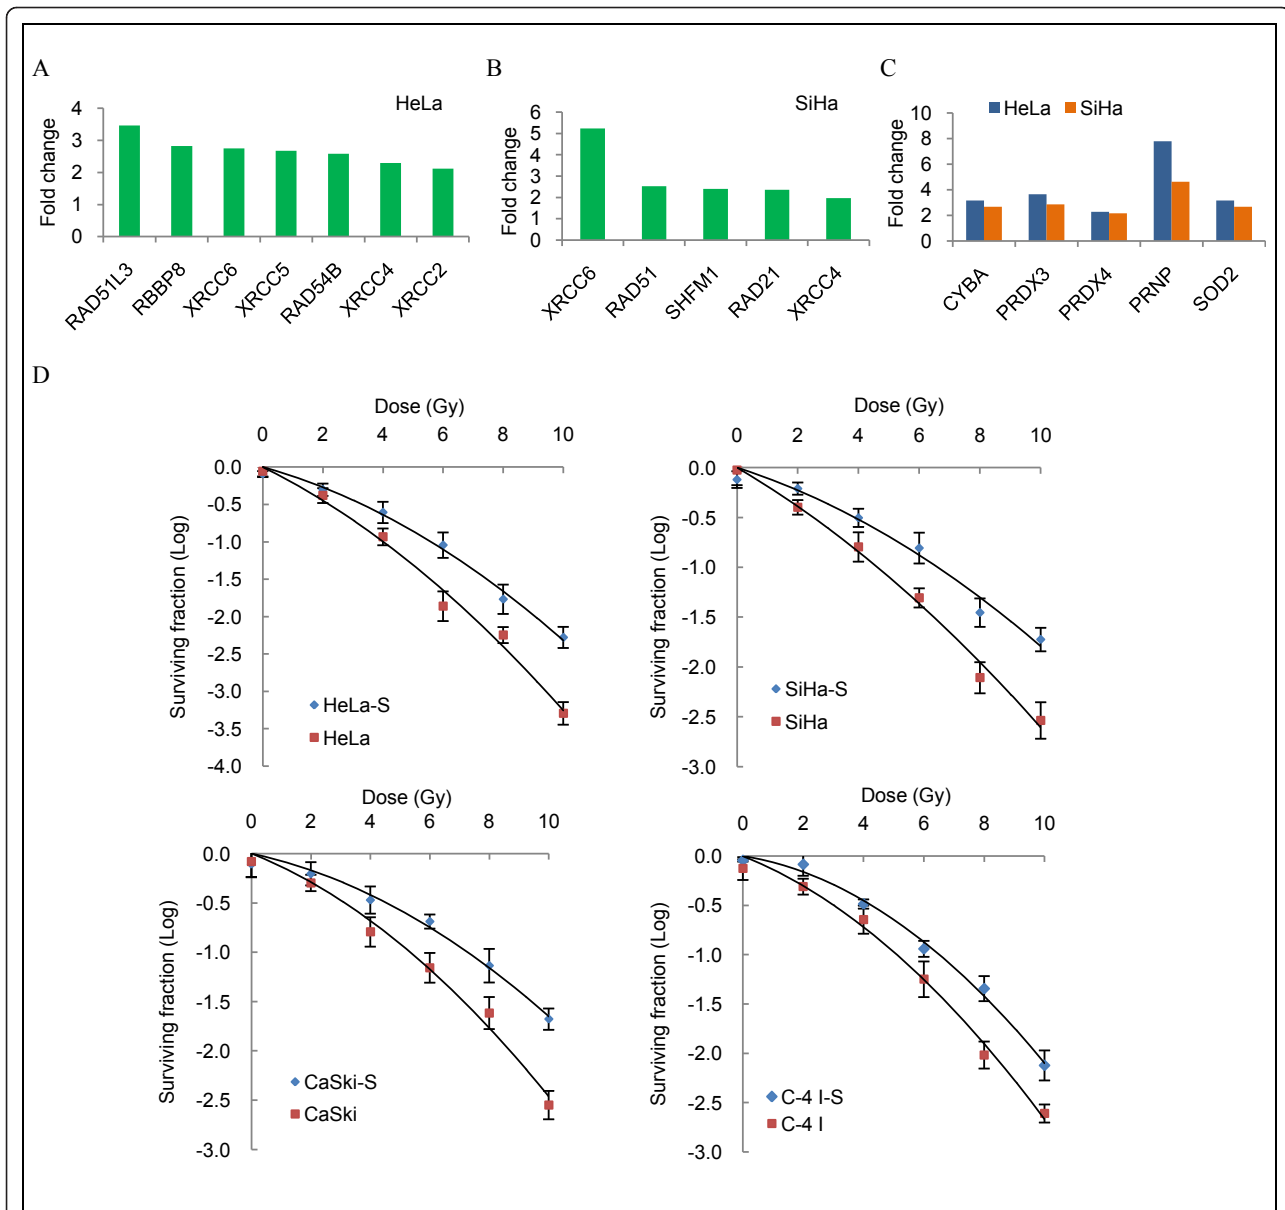 A
HeLa
Fold change
4
3
2
1
0
RAD51L3
RBBP8
XRCC6
XRCC5
RAD54B
XRCC4
XRCC2
B
SiHa
Fold change
6
5
4
3
2
1
0
XRCC6
RAD51
SHFM1
RAD21
XRCC4
C
HeLa
SiHa
Fold change
10
8
6
4
2
0
CYBA
PRDX3
PRDX4
PRNP
SOD2
D
Dose (Gy)
0 2 4 6 8 10
Surviving fraction (Log)
0.0
-0.5
-1.0
-1.5
-2.0
-2.5
-3.0
-3.5
-4.0
HeLa-S
HeLa
Dose (Gy)
0 2 4 6 8 10
Surviving fraction (Log)
0.0
-0.5
-1.0
-1.5
-2.0
-2.5
-3.0
SiHa-S
SiHa
Dose (Gy)
0 2 4 6 8 10
Surviving fraction (Log)
0.0
-0.5
-1.0
-1.5
-2.0
-2.5
-3.0
CaSki-S
CaSki
Dose (Gy)
0 2 4 6 8 10
Surviving fraction (Log)
0.0
-0.5
-1.0
-1.5
-2.0
-2.5
-3.0
C-4 I-S
C-4 I